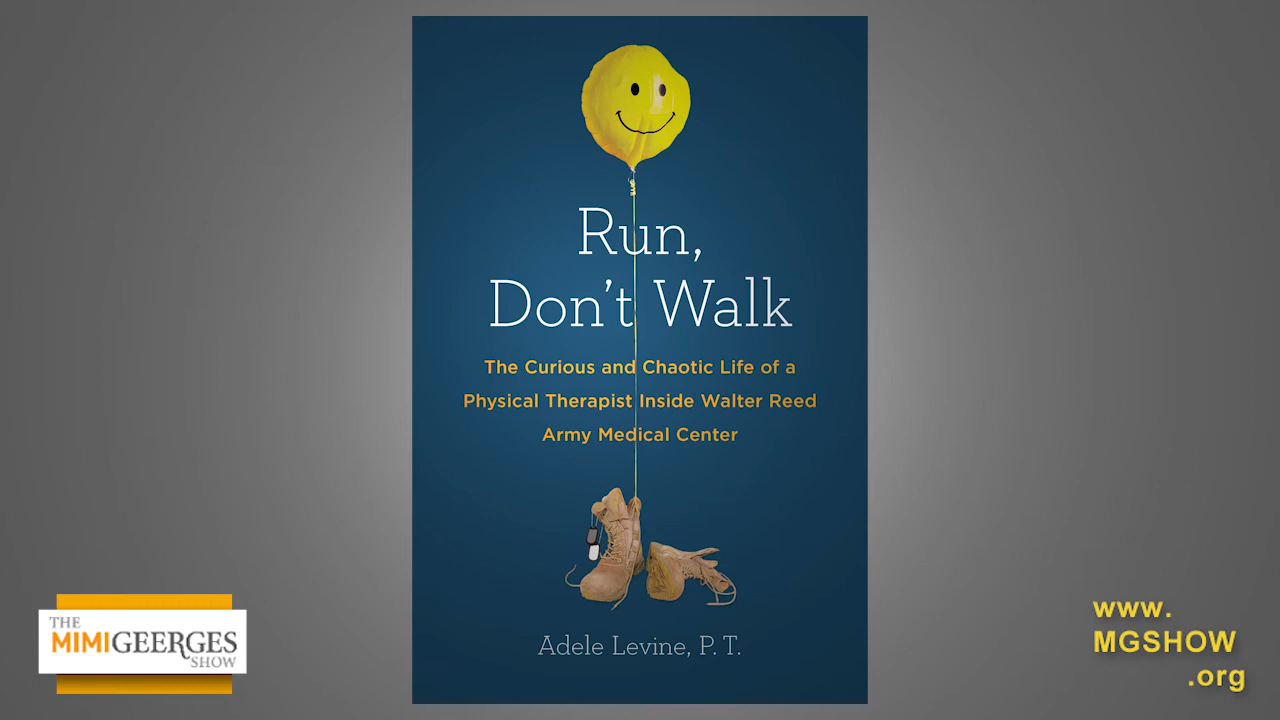 Run,
Don't Walk
The Curious and Chaotic Life of a
Physical Therapist Inside Walter Reed
Army Medical Center
Adele Levine, P. T.
THE
MIMIGEERGES
SHOW
www.
MGSHOW
.org